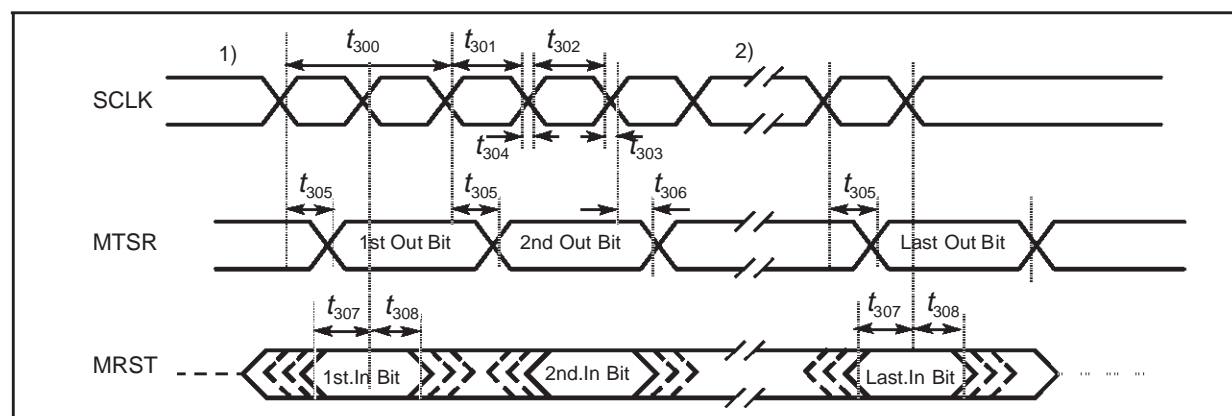 1) t300 t301 t302 2)
SCLK
t304 t303
t305 t305 t306 t305
MTSR 1st Out Bit 2nd Out Bit Last Out Bit
t307 t308 t307 t308
MRST 1st.In Bit 2nd.In Bit Last.In Bit